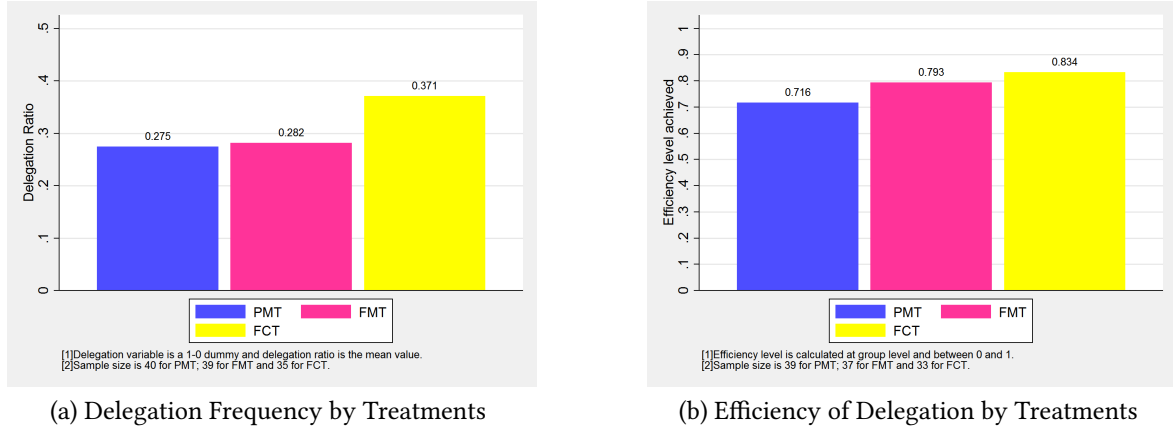 Delegation Ratio
.5
.4
.3
.2
.1
0
0.275
0.282
0.371
PMT
FMT
FCT
[1]Delegation variable is a 1-0 dummy and delegation ratio is the mean value.
[2]Sample size is 40 for PMT; 39 for FMT and 35 for FCT.
(a) Delegation Frequency by Treatments
Efficiency level achieved
1
.9
.8
.7
.6
.5
.4
.3
.2
.1
0
0.716
0.793
0.834
PMT
FMT
FCT
[1]Efficiency level is calculated at group level and between 0 and 1.
[2]Sample size is 39 for PMT; 37 for FMT and 33 for FCT.
(b) Efficiency of Delegation by Treatments